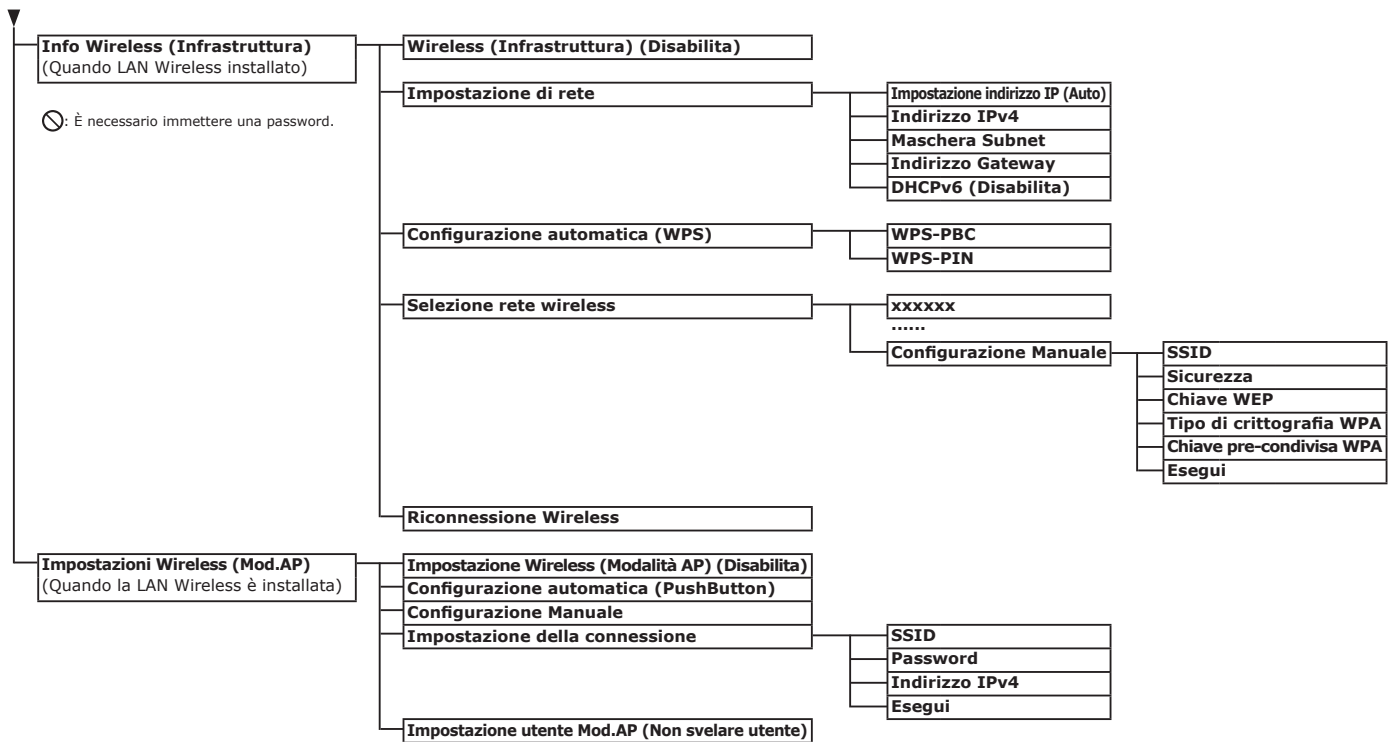 Info Wireless (Infrastruttura)
(Quando LAN Wireless installato)
: È necessario immettere una password.
Wireless (Infrastruttura) (Disabilita)
Impostazione di rete
Impostazione indirizzo IP (Auto)
Indirizzo IPv4
Maschera Subnet
Indirizzo Gateway
DHCPv6 (Disabilita)
Configurazione automatica (WPS)
WPS-PBC
WPS-PIN
Selezione rete wireless
xxxxxx
......
Configurazione Manuale
SSID
Sicurezza
Chiave WEP
Tipo di crittografia WPA
Chiave pre-condivisa WPA
Esegui
Riconnessione Wireless
Impostazioni Wireless (Mod.AP)
(Quando la LAN Wireless è installata)
Impostazione Wireless (Modalità AP) (Disabilita)
Configurazione automatica (PushButton)
Configurazione Manuale
Impostazione della connessione
SSID
Password
Indirizzo IPv4
Esegui
Impostazione utente Mod.AP (Non svelare utente)